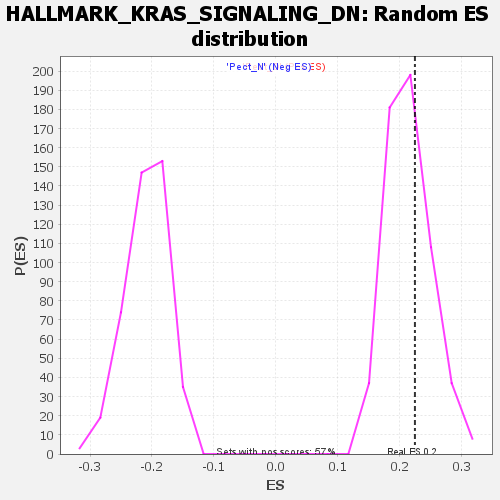 HALLMARK_KRAS_SIGNALING_DN: Random ES
distribution
'Pect_N' (Neg ES) ES)
P(ES)
200
190
180
170
160
150
140
130
120
110
100
90
80
70
60
50
40
30
20
10
0
Sets with pos scores: 57%
Real ES 0.2
-0.3 -0.2 -0.1 0.0 0.1 0.2 0.3
ES